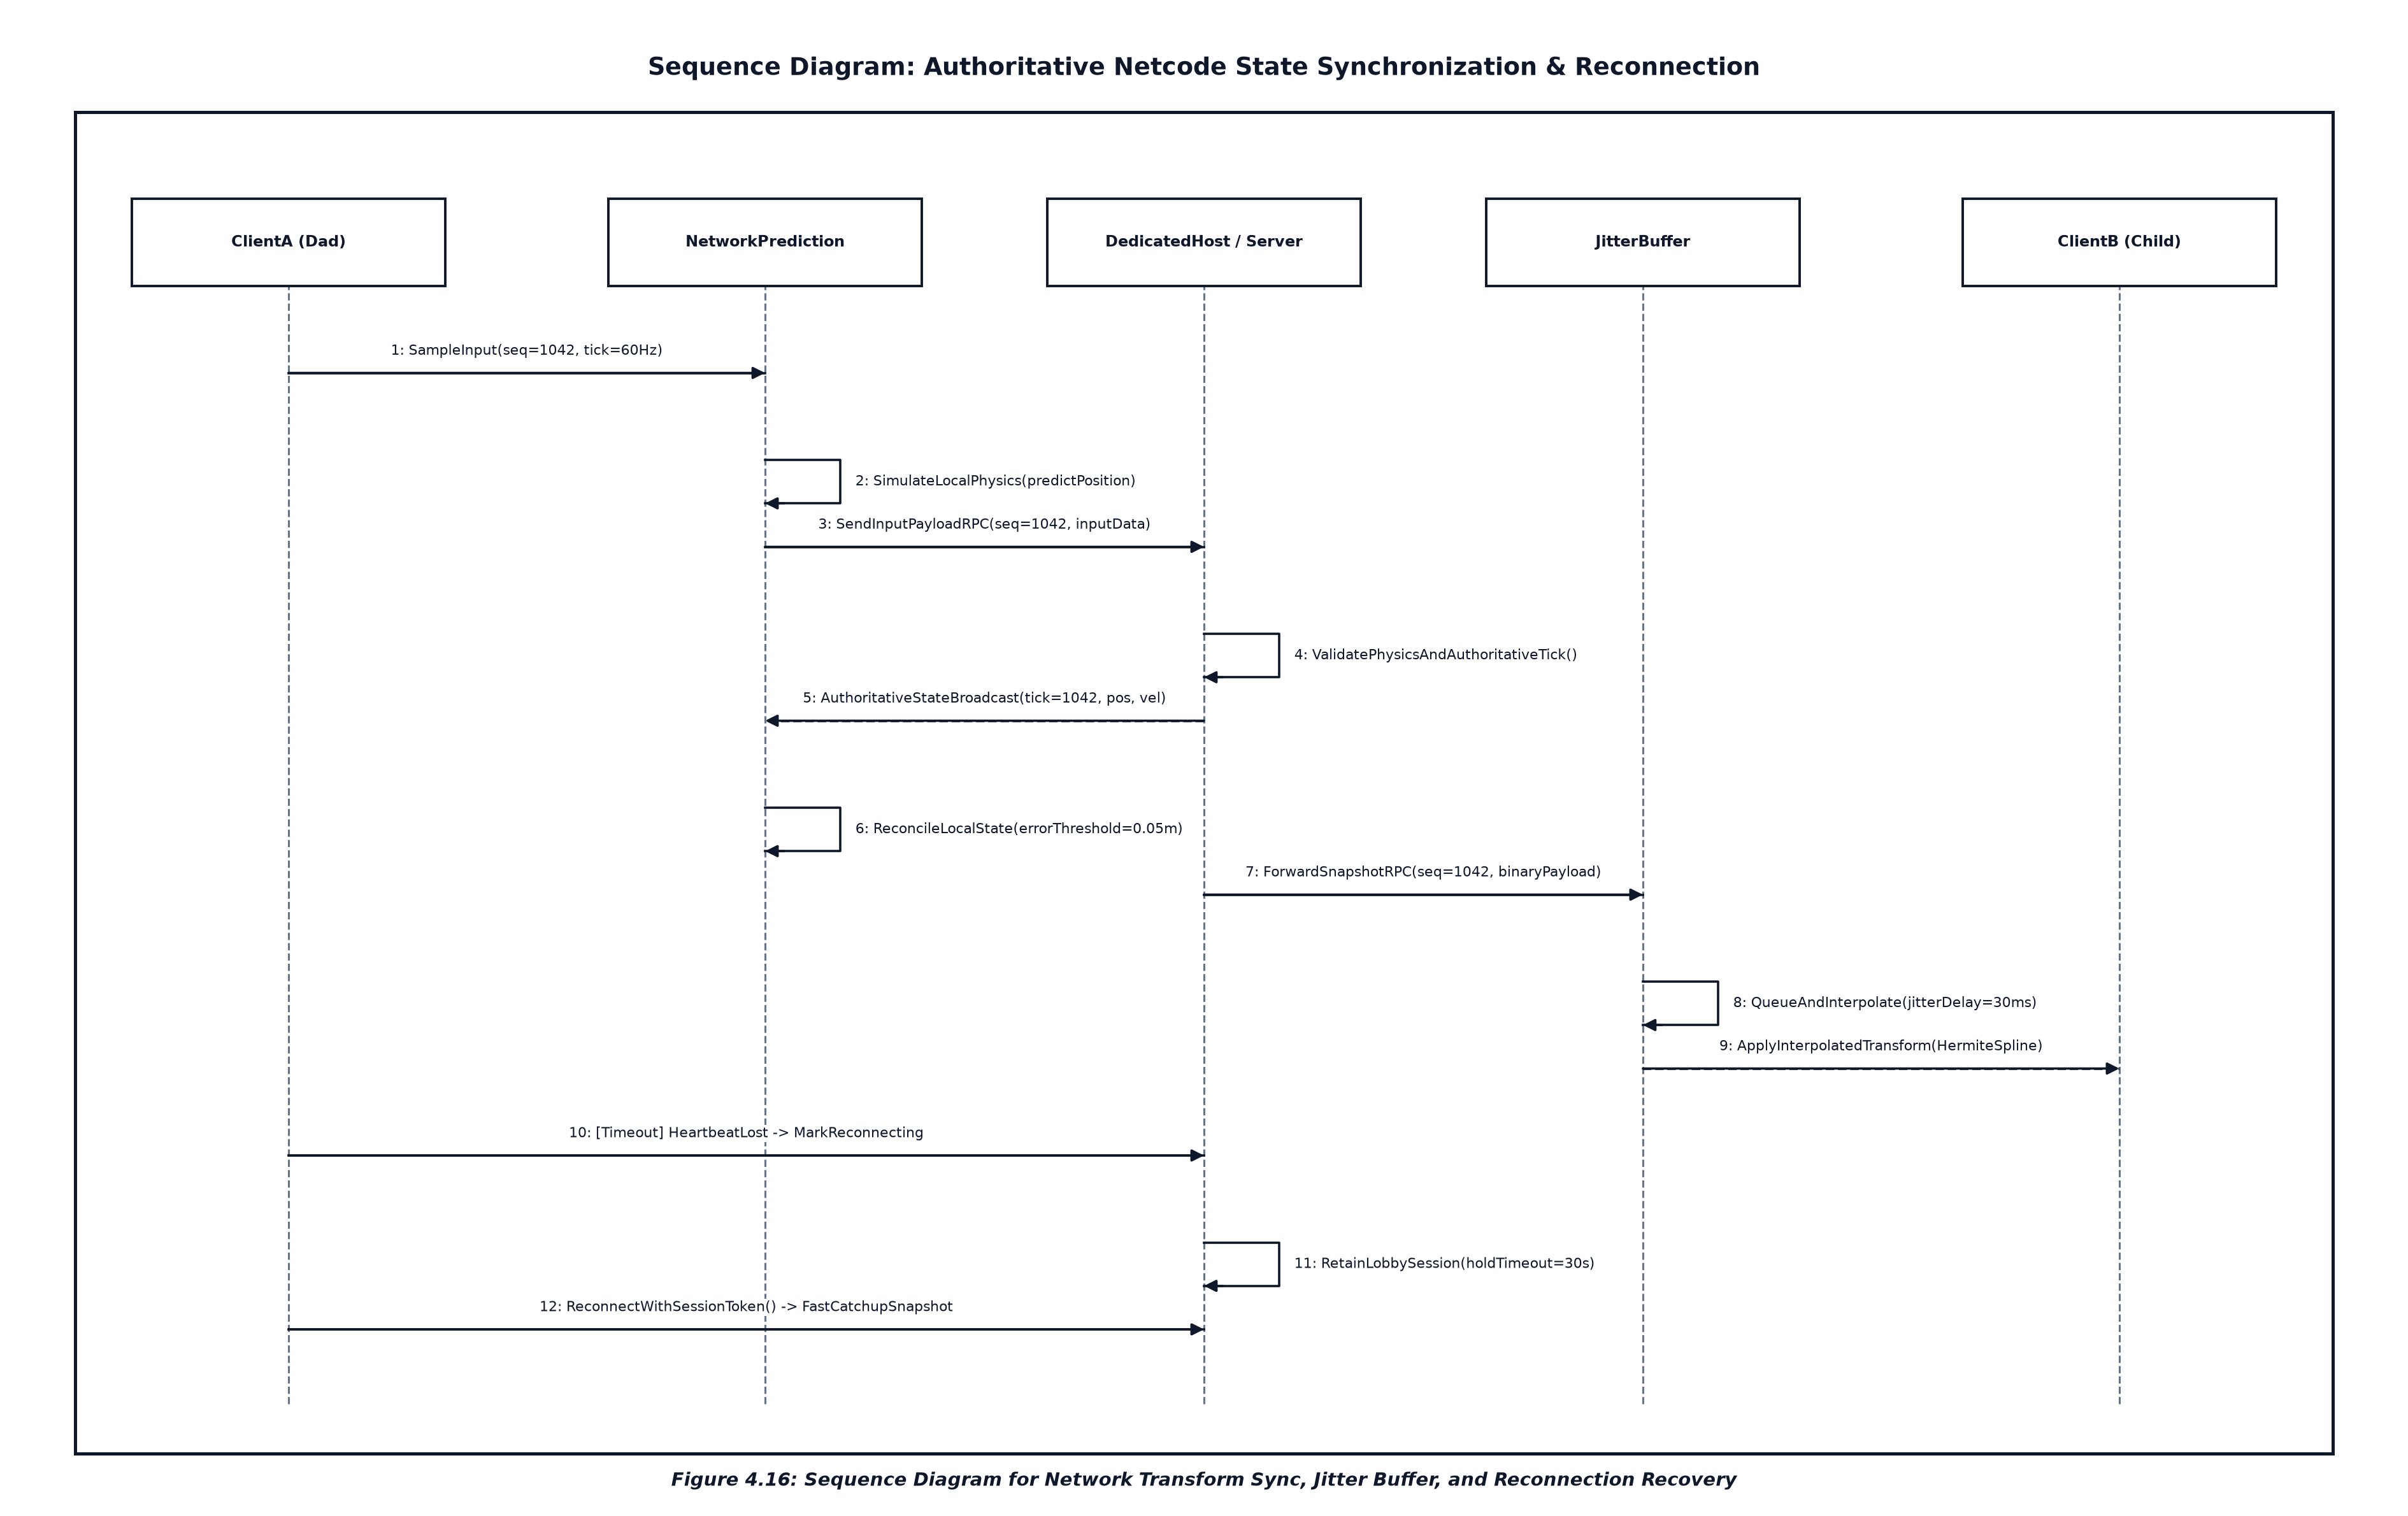 Sequence Diagram: Authoritative Netcode State Synchronization & Reconnection
ClientA (Dad)
NetworkPrediction
DedicatedHost / Server
JitterBuffer
ClientB (Child)
1: SampleInput(seq=1042, tick=60Hz)
2: SimulateLocalPhysics(predictPosition)
3: SendInputPayloadRPC(seq=1042, inputData)
4: ValidatePhysicsAndAuthoritativeTick()
5: AuthoritativeStateBroadcast(tick=1042, pos, vel)
6: ReconcileLocalState(errorThreshold=0.05m)
7: ForwardSnapshotRPC(seq=1042, binaryPayload)
8: QueueAndInterpolate(jitterDelay=30ms)
9: ApplyInterpolatedTransform(HermiteSpline)
10: [Timeout] HeartbeatLost -> MarkReconnecting
11: RetainLobbySession(holdTimeout=30s)
12: ReconnectWithSessionToken() -> FastCatchupSnapshot
Figure 4.16: Sequence Diagram for Network Transform Sync, Jitter Buffer, and Reconnection Recovery